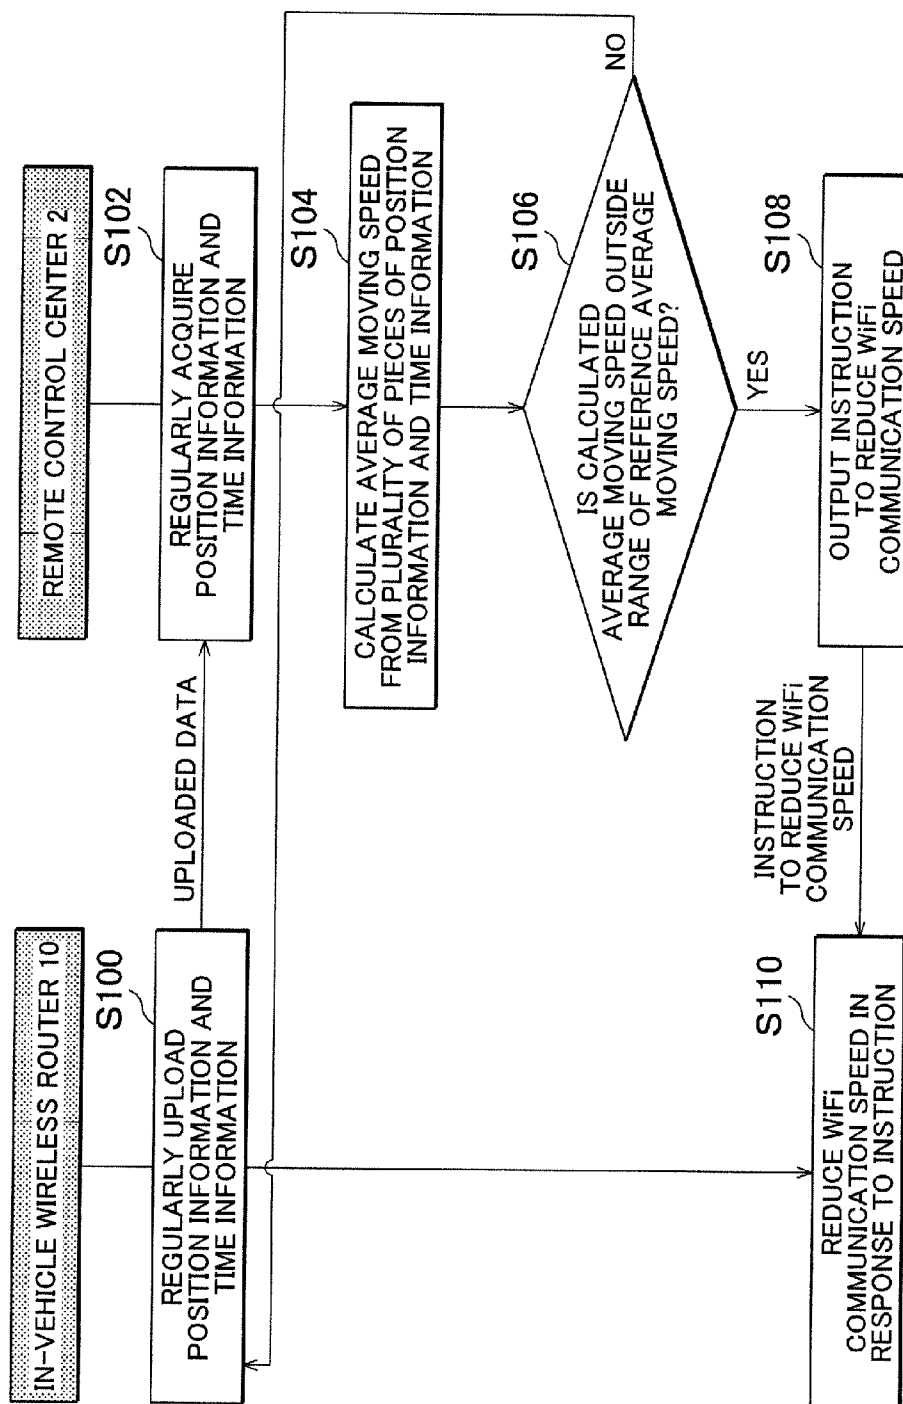 IN-VEHICLE WIRELESS ROUTER 10
REMOTE CONTROL CENTER 2
S100
REGULARLY UPLOAD
POSITION INFORMATION AND
TIME INFORMATION
UPLOADED DATA
S102
REGULARLY ACQUIRE
POSITION INFORMATION AND
TIME INFORMATION
S104
CALCULATE AVERAGE MOVING SPEED
FROM PLURALITY OF PIECES OF POSITION
INFORMATION AND TIME INFORMATION
S106
IS CALCULATED
AVERAGE MOVING SPEED OUTSIDE
RANGE OF REFERENCE AVERAGE
MOVING SPEED?
NO
YES
S108
OUTPUT INSTRUCTION
TO REDUCE WiFi
COMMUNICATION SPEED
INSTRUCTION
TO REDUCE WiFi
COMMUNICATION
SPEED
S110
REDUCE WiFi
COMMUNICATION SPEED IN
RESPONSE TO INSTRUCTION